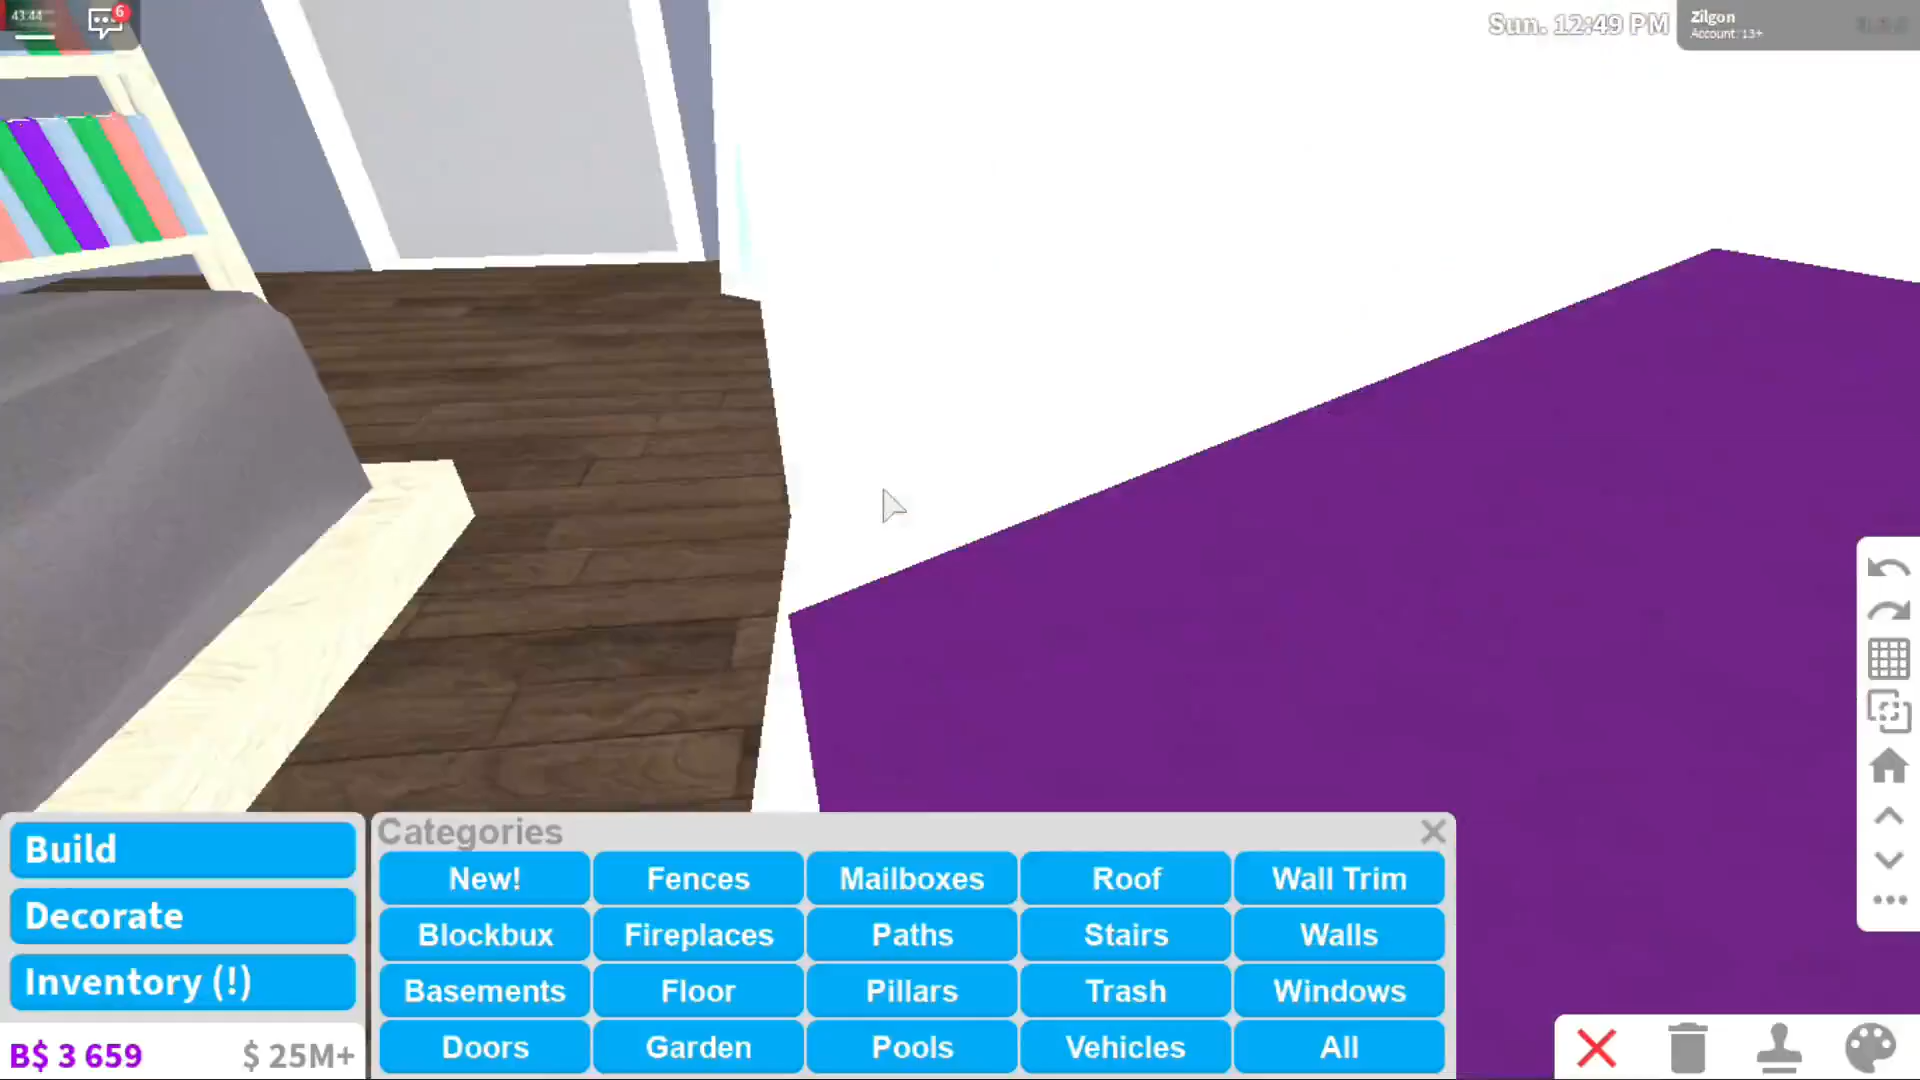 43:44
6
Sun. 12:49 PM
Zilgon
Account: 13+
Build
Decorate
Inventory (!)
B$ 3 659
$ 25M+
Categories
New!
Fences
Mailboxes
Roof
Wall Trim
Blockbux
Fireplaces
Paths
Stairs
Walls
Basements
Floor
Pillars
Trash
Windows
Doors
Garden
Pools
Vehicles
All